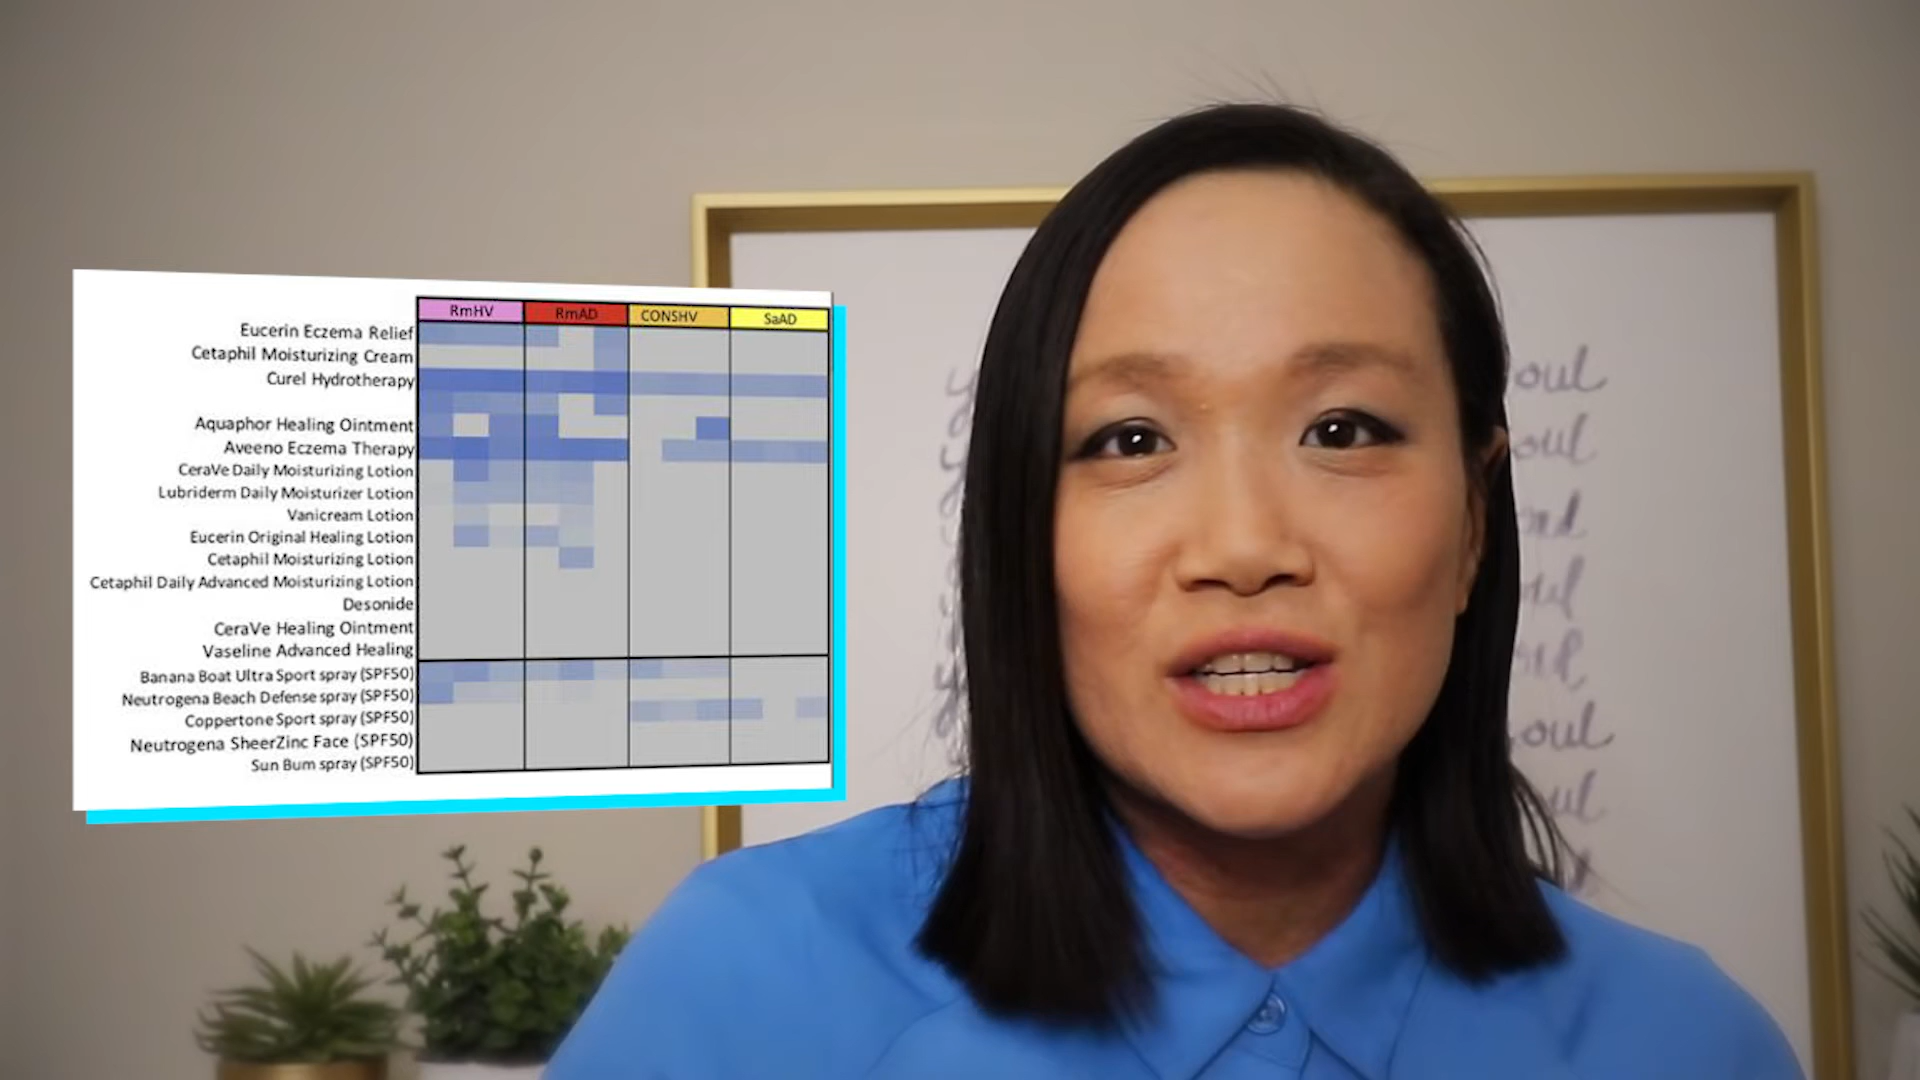 RmHV RmAD CONSHV SaAD
Eucerin Eczema Relief
Cetaphil Moisturizing Cream
Curel Hydrotherapy
Aquaphor Healing Ointment
Aveeno Eczema Therapy
CeraVe Daily Moisturizing Lotion
Lubriderm Daily Moisturizer Lotion
Vanicream Lotion
Eucerin Original Healing Lotion
Cetaphil Moisturizing Lotion
Cetaphil Daily Advanced Moisturizing Lotion
Desonide
CeraVe Healing Ointment
Vaseline Advanced Healing
Banana Boat Ultra Sport spray (SPF50)
Neutrogena Beach Defense spray (SPF50)
Coppertone Sport spray (SPF50)
Neutrogena SheerZinc Face (SPF50)
Sun Bum spray (SPF50)